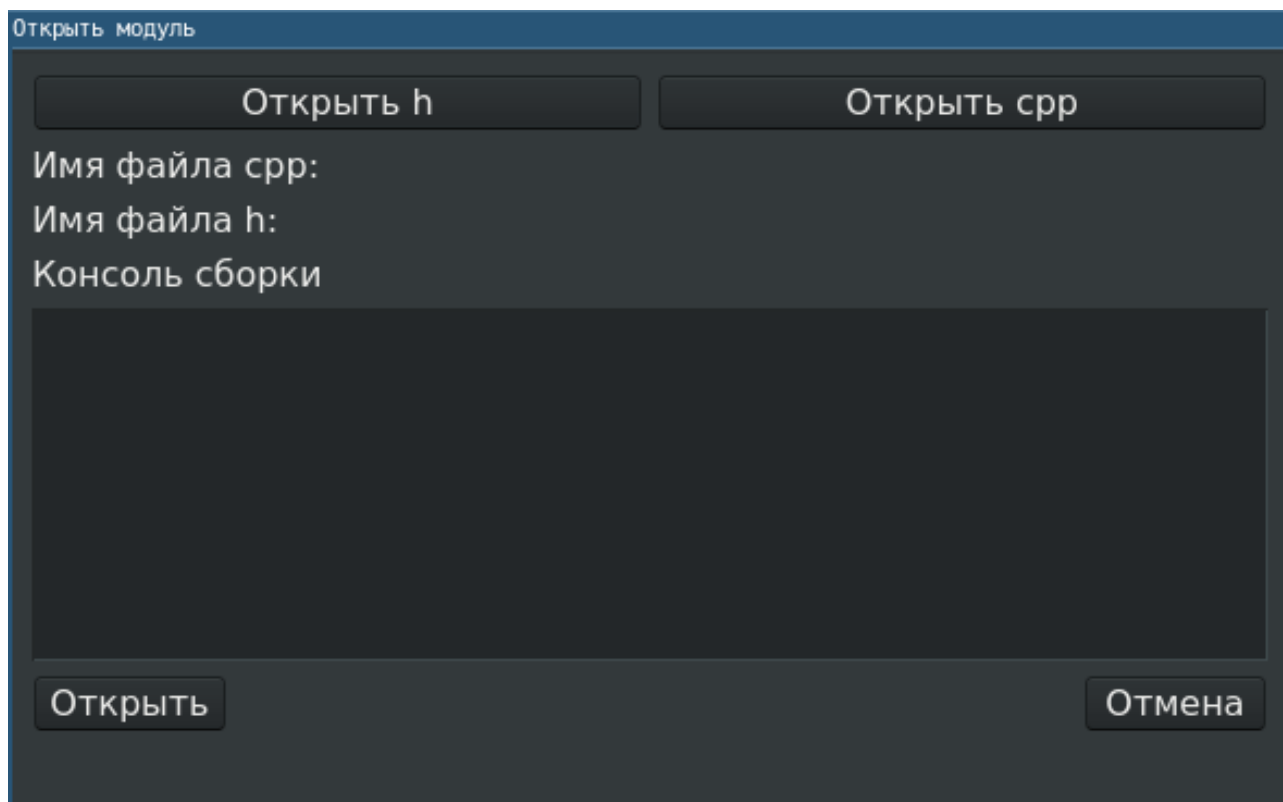 Открыть модуль
Открыть h Открыть cpp
Имя файла cpp:
Имя файла h:
Консоль сборки
Открыть Отмена